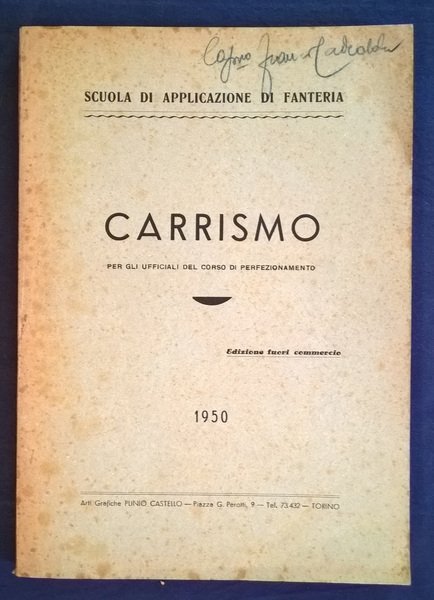 SCUOLA DI APPLICAZIONE DI FANTERIA
CARRISMO
PER GLI UFFICIALI DEL CORSO DI PERFEZIONAMENTO
Edizione fuori commercio
1950
Arti Grafiche PLINIO CASTELLO — Piazza G. Perotti, 9 — Tel. 73.432 — TORINO